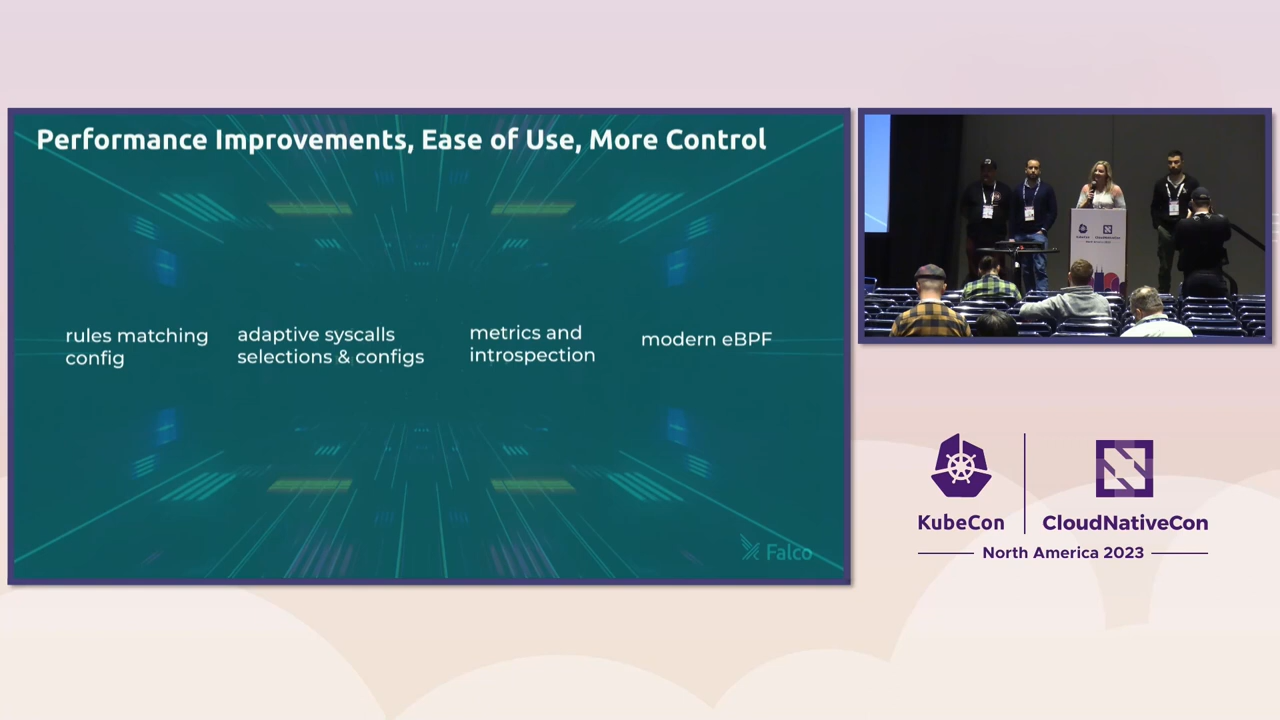 Performance Improvements, Ease of Use, More Control
rules matching
config
adaptive syscalls
selections & configs
metrics and
introspection
modern eBPF
Falco
KubeCon
CloudNativeCon
North America 2023